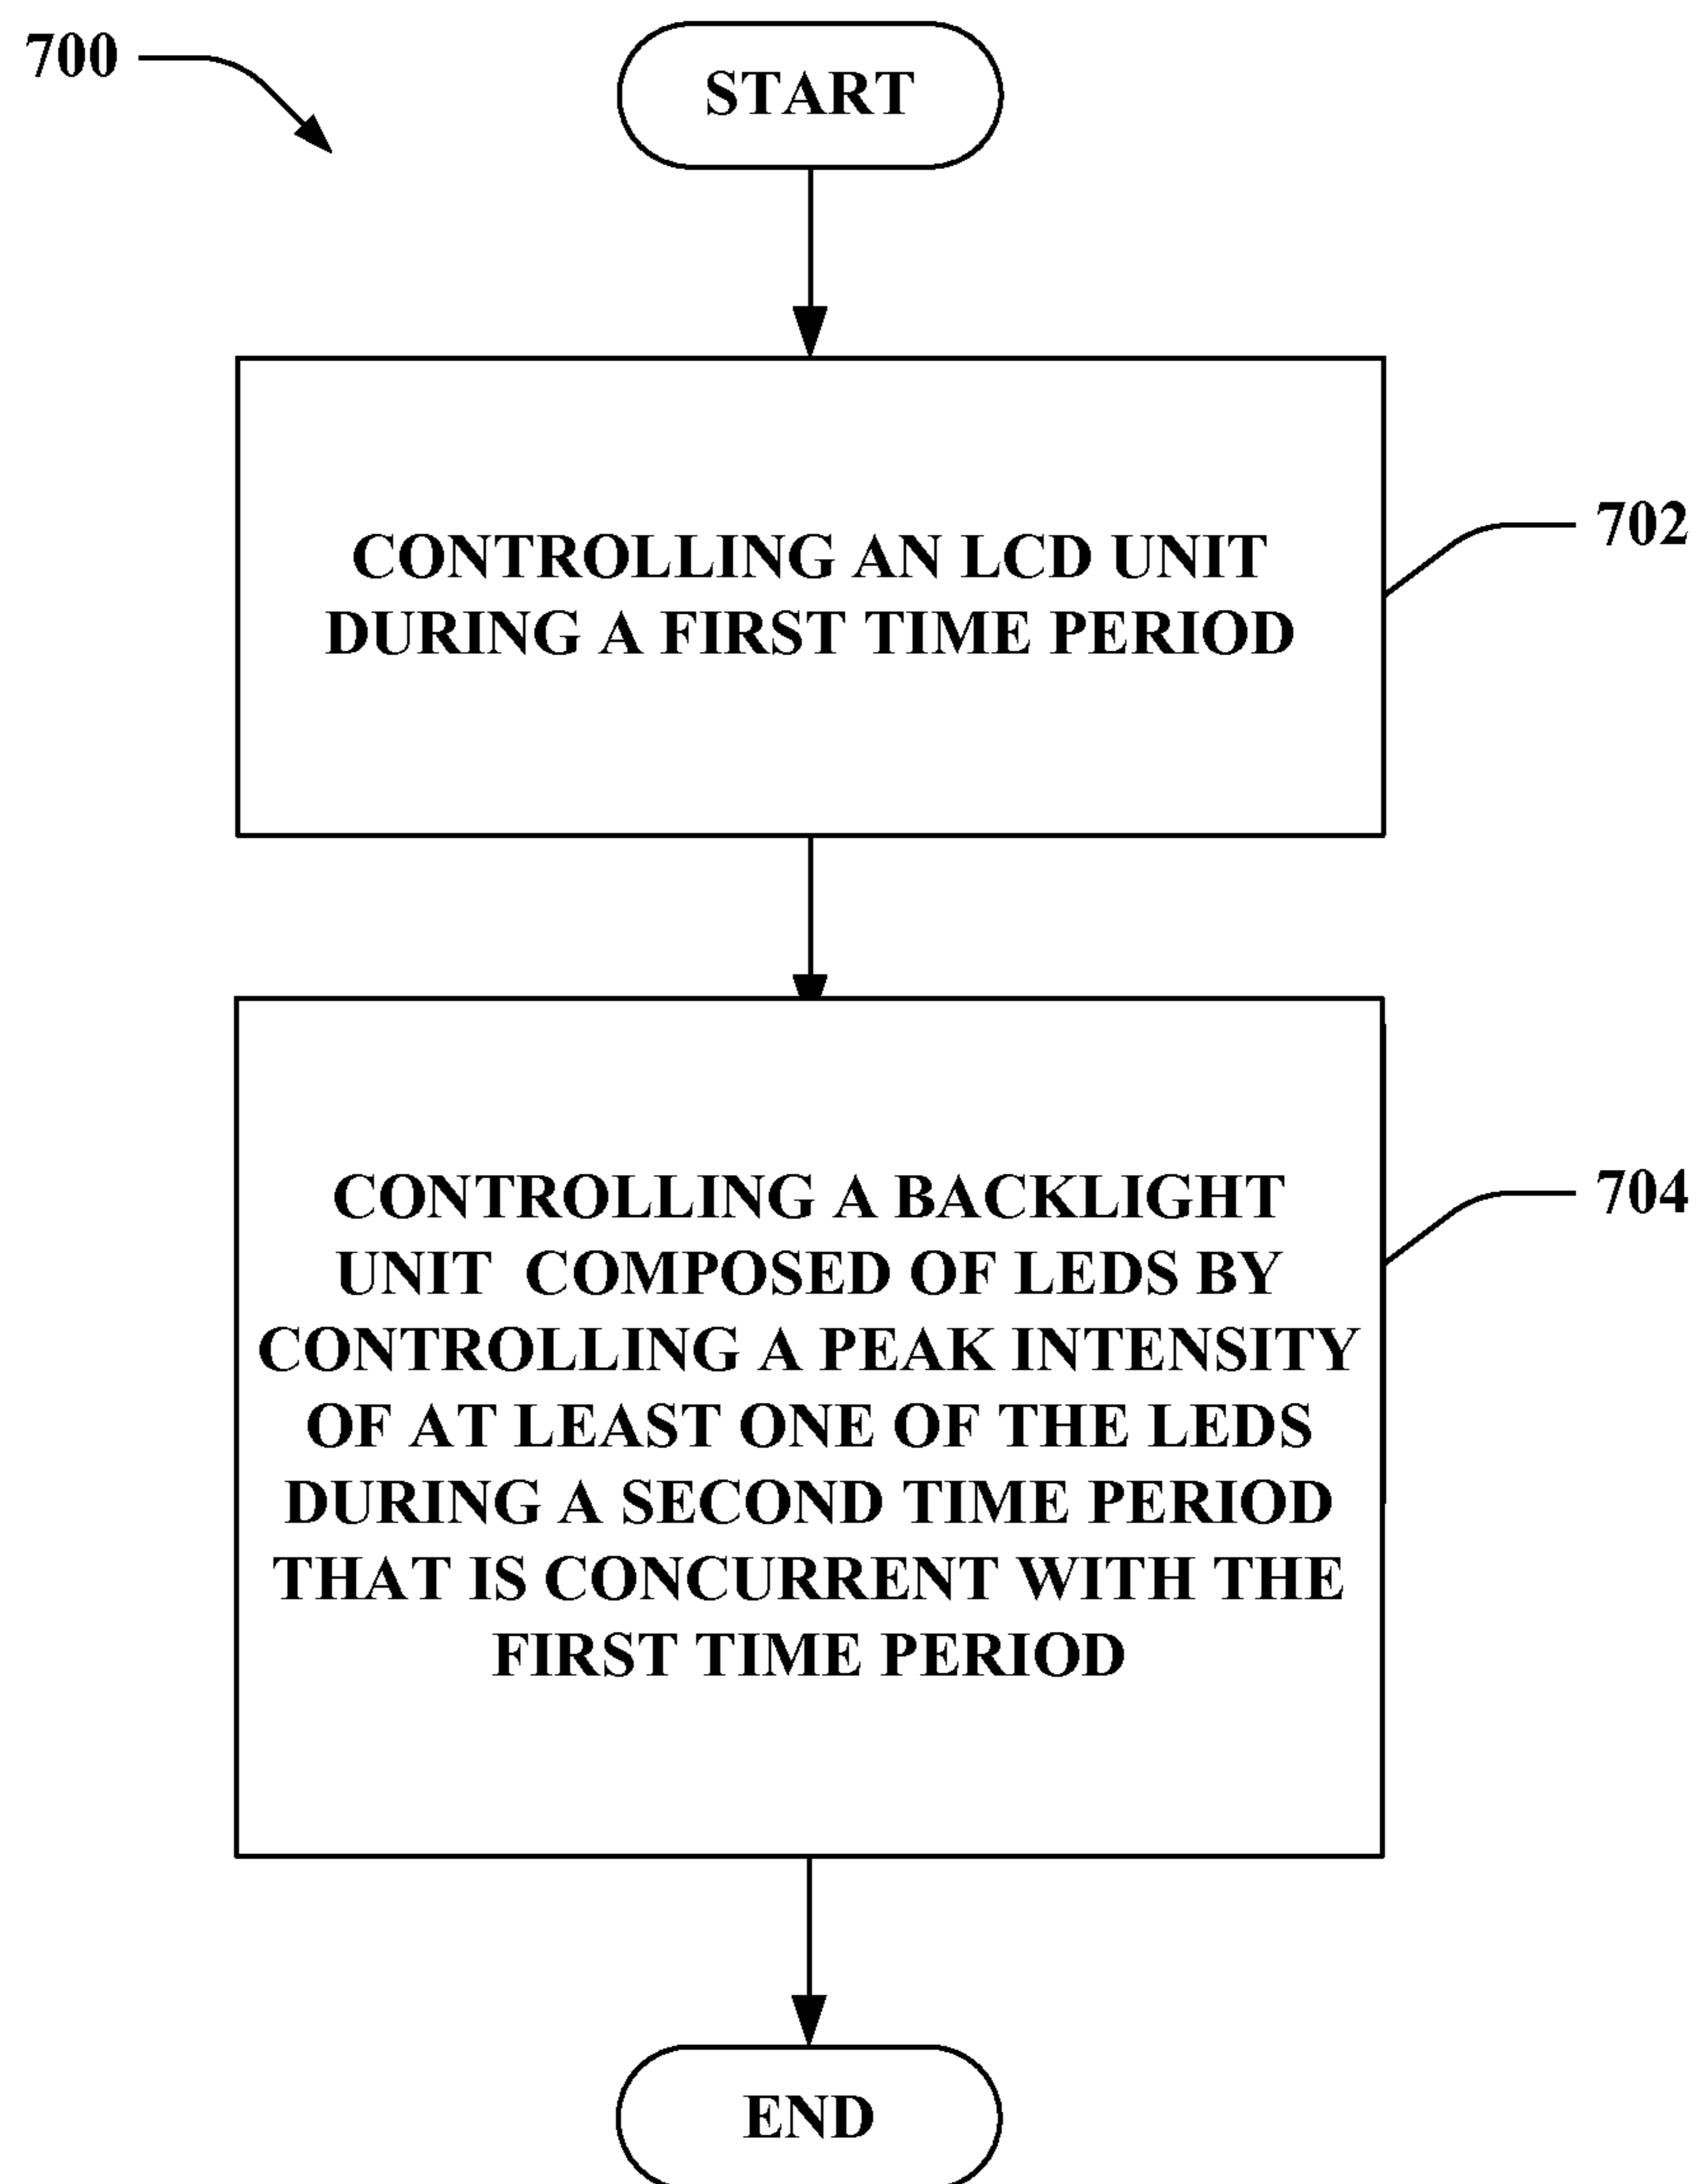 700
START
CONTROLLING AN LCD UNIT
DURING A FIRST TIME PERIOD
702
CONTROLLING A BACKLIGHT
UNIT COMPOSED OF LEDS BY
CONTROLLING A PEAK INTENSITY
OF AT LEAST ONE OF THE LEDS
DURING A SECOND TIME PERIOD
THAT IS CONCURRENT WITH THE
FIRST TIME PERIOD
704
END